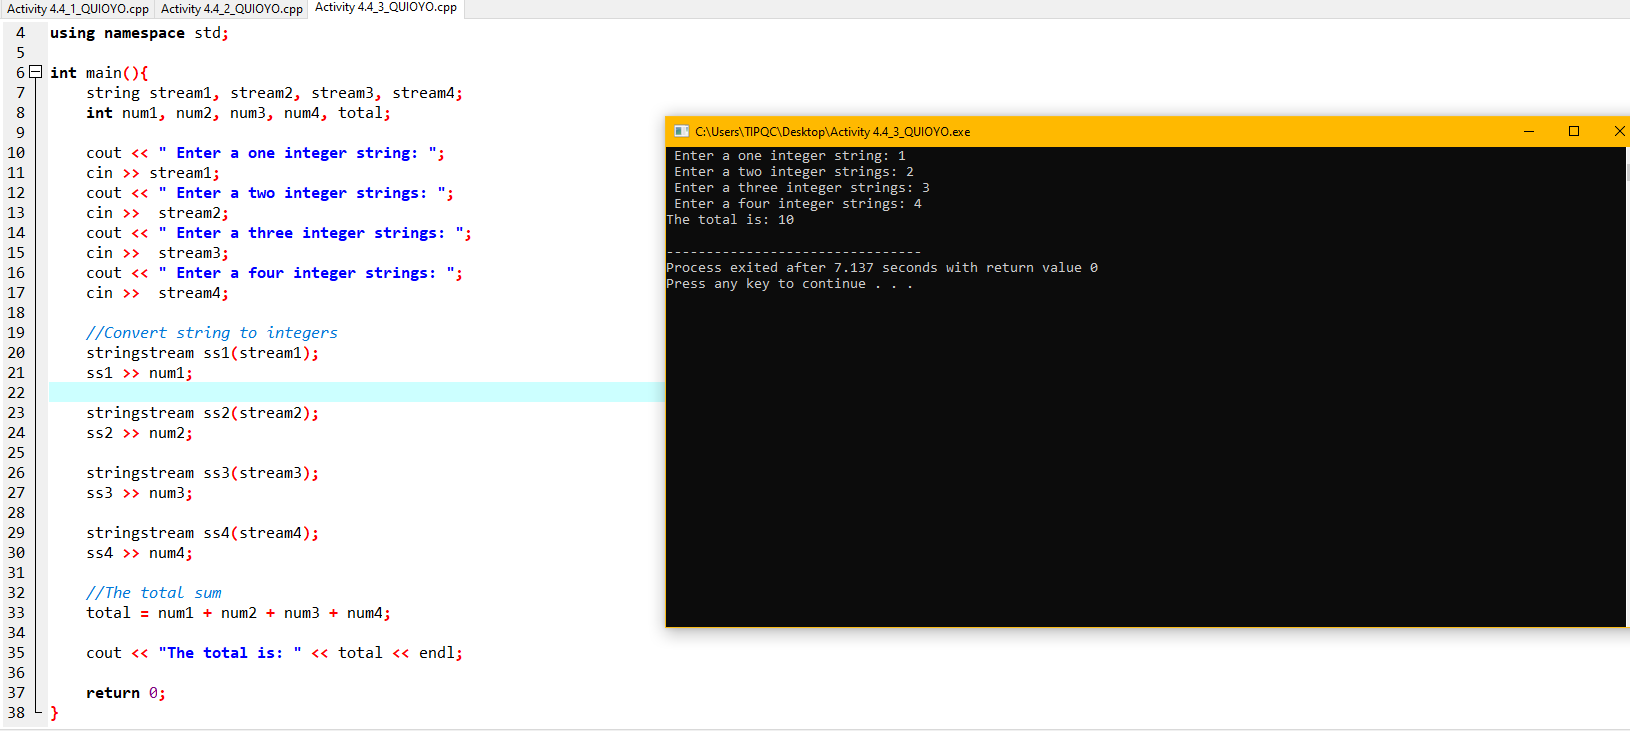 Activity 4.4_1_QUIOYO.cpp Activity 4.4_2_QUIOYO.cpp Activity 4.4_3_QUIOYO.cpp
4 using namespace std;
5
6 int main(){
7 string stream1, stream2, stream3, stream4;
8 int num1, num2, num3, num4, total;
9
10 cout << " Enter a one integer string: ";
11 cin >> stream1;
12 cout << " Enter a two integer strings: ";
13 cin >>  stream2;
14 cout << " Enter a three integer strings: ";
15 cin >>  stream3;
16 cout << " Enter a four integer strings: ";
17 cin >>  stream4;
18
19 //Convert string to integers
20 stringstream ss1(stream1);
21 ss1 >> num1;
22
23 stringstream ss2(stream2);
24 ss2 >> num2;
25
26 stringstream ss3(stream3);
27 ss3 >> num3;
28
29 stringstream ss4(stream4);
30 ss4 >> num4;
31
32 //The total sum
33 total = num1 + num2 + num3 + num4;
34
35 cout << "The total is: " << total << endl;
36
37 return 0;
38 }
C:\Users\TIPQC\Desktop\Activity 4.4_3_QUIOYO.exe
Enter a one integer string: 1
Enter a two integer strings: 2
Enter a three integer strings: 3
Enter a four integer strings: 4
The total is: 10
--------------------------------
Process exited after 7.137 seconds with return value 0
Press any key to continue . . .